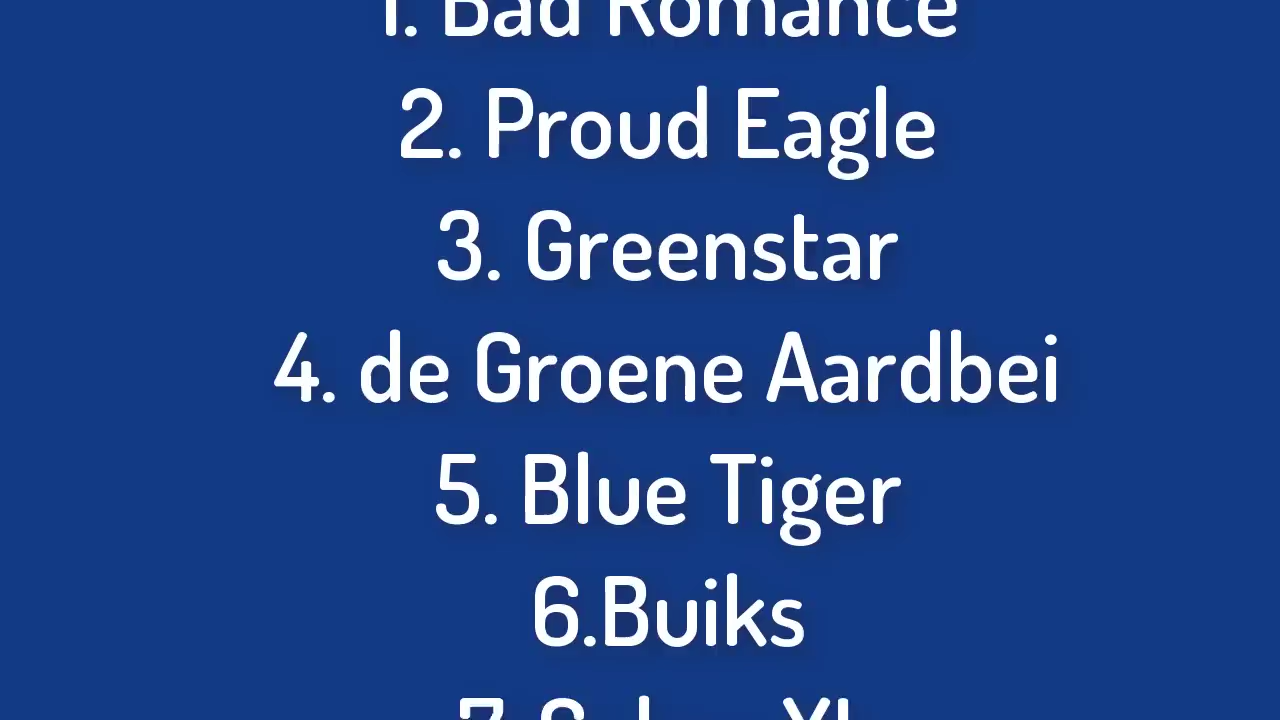 1. Bad Romance
2. Proud Eagle
3. Greenstar
4. de Groene Aardbei
5. Blue Tiger
6.Buiks